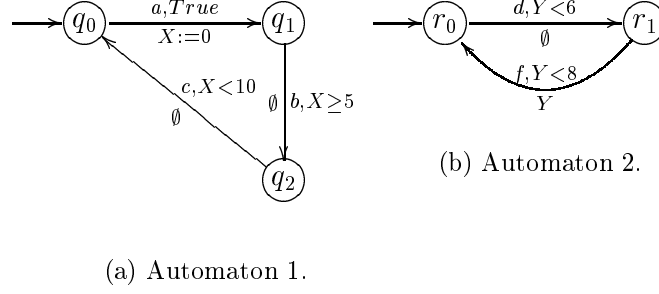 q0 a,True q1 r0 d,Y<6 r1
X:=0 ∅
c,X<10 ∅ b,X≥5 f,Y<8
∅ Y
q2
(b) Automaton 2.
(a) Automaton 1.